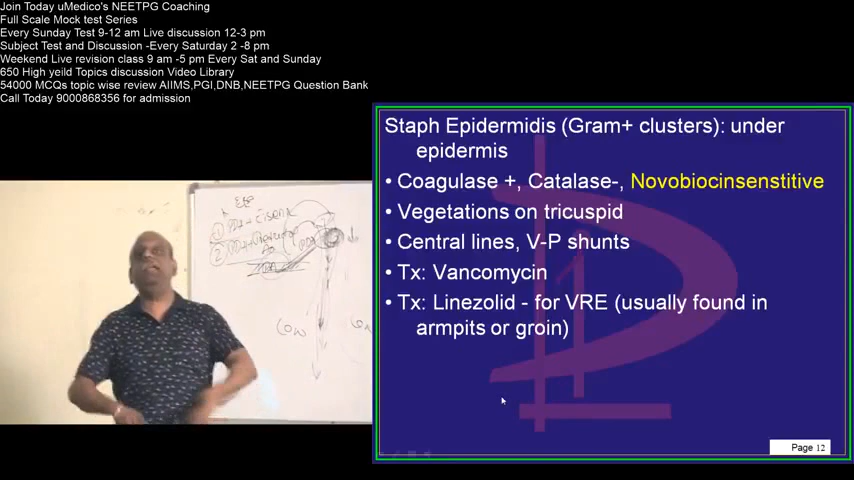 Join Today uMedico's NEETPG Coaching
Full Scale Mock test Series
Every Sunday Test 9-12 am Live discussion 12-3 pm
Subject Test and Discussion -Every Saturday 2 -8 pm
Weekend Live revision class 9 am -5 pm Every Sat and Sunday
650 High yeild Topics discussion Video Library
54000 MCQs topic wise review AIIMS,PGI,DNB,NEETPG Question Bank
Call Today 9000868356 for admission
Staph Epidermidis (Gram+ clusters): under
epidermis
• Coagulase +, Catalase-, Novobiocinsenstitive
• Vegetations on tricuspid
• Central lines, V-P shunts
• Tx: Vancomycin
• Tx: Linezolid - for VRE (usually found in
armpits or groin)
Page 12